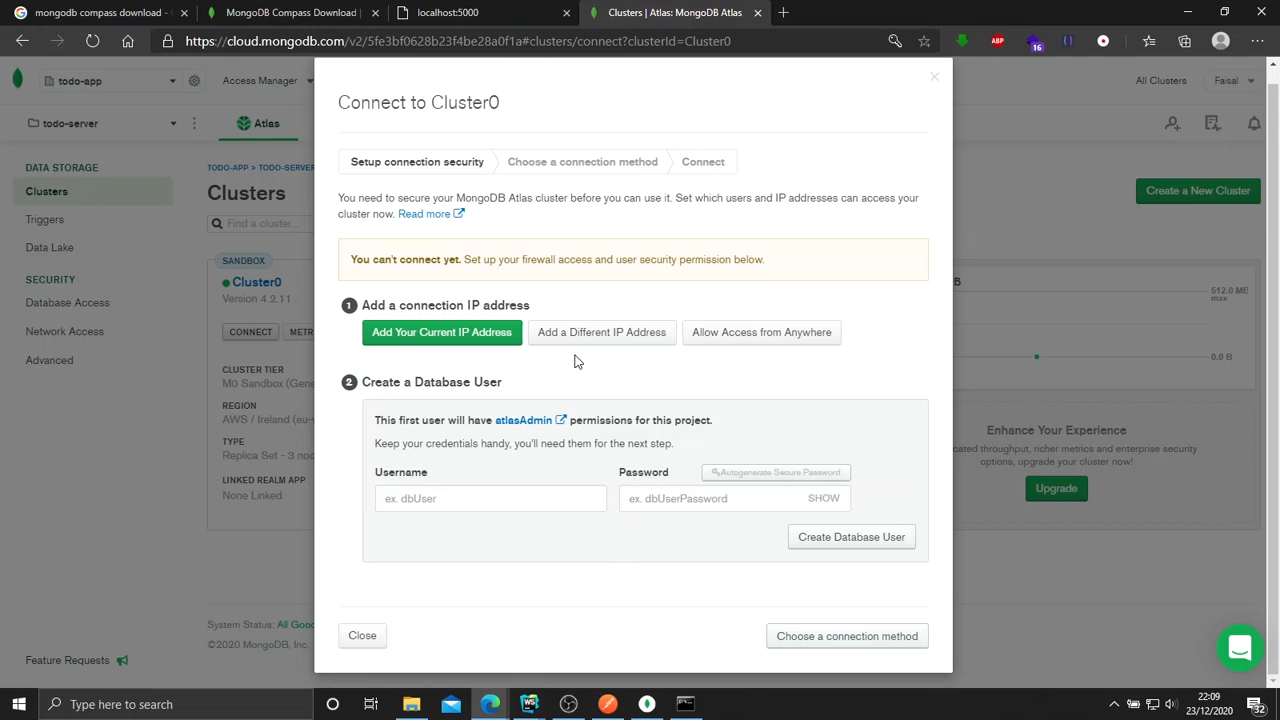 mongodb compass download -
MongoDB Compass Download |
localhost:5000
Clusters | Atlas: MongoDB Atlas
https://cloud.mongodb.com/v2/5fe3bf0628b23f4be28a0f1a#clusters/connect?clusterId=Cluster0
ABP
16
todo-app
Access Manager
All Clusters
Faisal
todo-server
Atlas
DATA STORAGE
Clusters
Triggers
Data Lake
SECURITY
Database Access
Network Access
Advanced
Feature Requests
TODO-APP > TODO-SERVER
Clusters
Find a cluster...
Create a New Cluster
SANDBOX
Cluster0
Version 4.2.11
CONNECT
METR
CLUSTER TIER
M0 Sandbox (Gene
REGION
AWS / Ireland (eu-
TYPE
Replica Set - 3 noc
LINKED REALM APP
None Linked
System Status: All Good
©2020 MongoDB, Inc.
Connect to Cluster0
Setup connection security
Choose a connection method
Connect
You need to secure your MongoDB Atlas cluster before you can use it. Set which users and IP addresses can access your
cluster now. Read more
You can't connect yet. Set up your firewall access and user security permission below.
1 Add a connection IP address
Add Your Current IP Address
Add a Different IP Address
Allow Access from Anywhere
2 Create a Database User
This first user will have atlasAdmin permissions for this project.
Keep your credentials handy, you'll need them for the next step.
Username
Password
Autogenerate Secure Password
ex. dbUser
ex. dbUserPassword
SHOW
Create Database User
Close
Choose a connection method
B
512.0 MB
max
0.0 B
Enhance Your Experience
cated throughput, richer metrics and enterprise security
options, upgrade your cluster now!
Upgrade
Type here to search
WS
22:09
23/12/2020
32